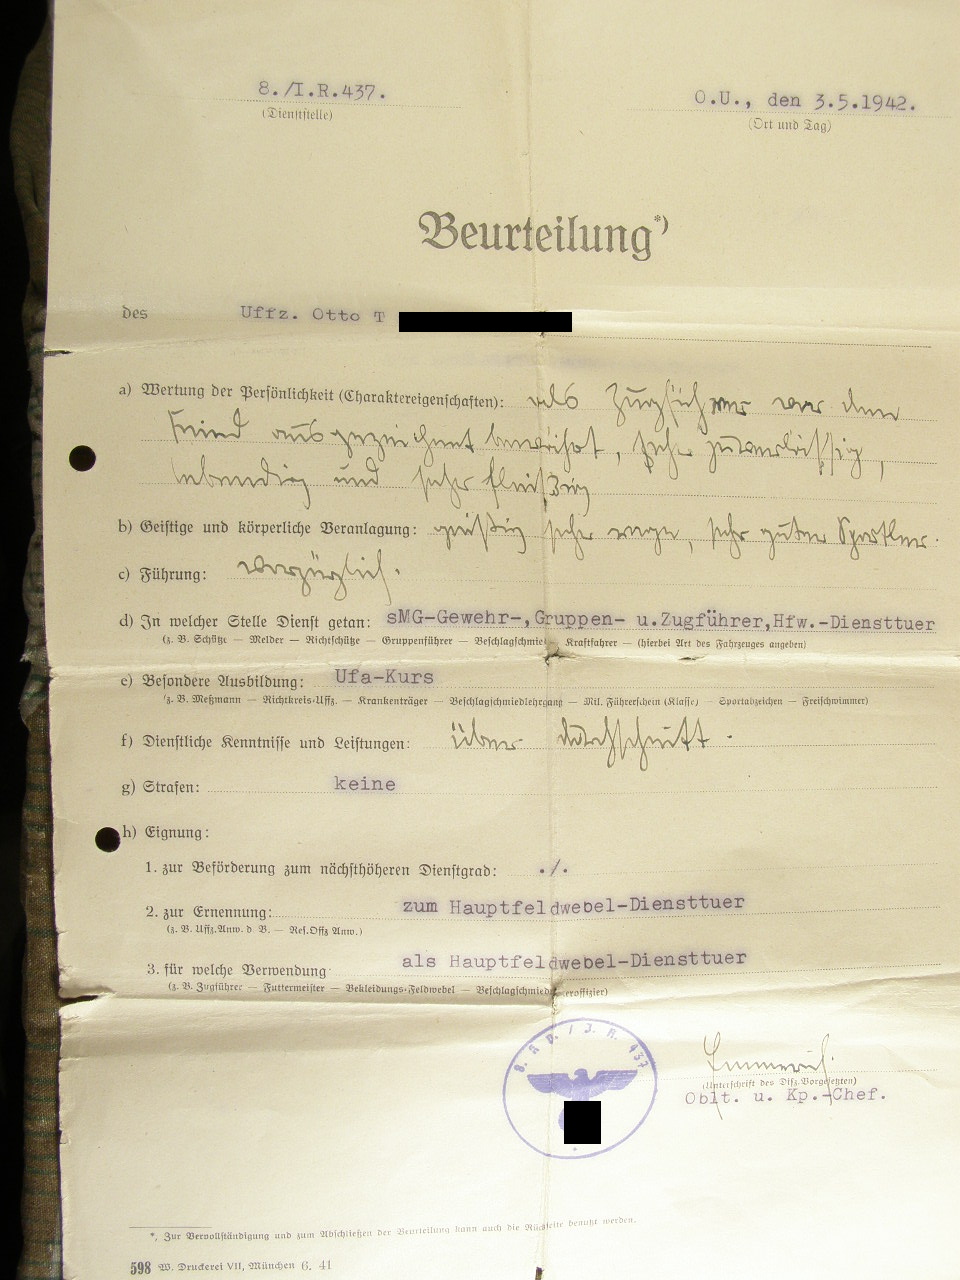 8./I.R.437.
(Dienststelle)
O.U., den 3.5.1942.
(Ort und Tag)
Beurteilung*)
des Uffz. Otto T
a) Wertung der Persönlichkeit (Charaktereigenschaften): als Zugführer vor dem
Feind ausgezeichnet bewährt, sehr zuverlässig,
lebendig und sehr fleißig
b) Geistige und körperliche Veranlagung: geistig sehr rege, sehr guter Sportler.
c) Führung: vorzüglich.
d) In welcher Stelle Dienst getan: sMG-Gewehr-,Gruppen- u.Zugführer,Hfw.-Diensttuer
(z. B. Schütze — Melder — Richtschütze — Gruppenführer — Beschlagschmied — Kraftfahrer — (hierbei Art des Fahrzeuges angeben)
e) Besondere Ausbildung: Ufa-Kurs
(z. B. Meßmann — Richtkreis-Uffz. — Krankenträger — Beschlagschmiedlehrgang — Mil. Führerschein (Klasse) — Sportabzeichen — Freischwimmer)
f) Dienstliche Kenntnisse und Leistungen: über durchschnitt.
g) Strafen: keine
h) Eignung:
1. zur Beförderung zum nächsthöheren Dienstgrad: ./.
2. zur Ernennung: zum Hauptfeldwebel-Diensttuer
(z. B. Uffz.Anw. d. B. — Res.Offz.Anw.)
3. für welche Verwendung als Hauptfeldwebel-Diensttuer
(z. B. Zugführer — Futtermeister — Bekleidungs-Feldwebel — Beschlagschmied eroffizier)
J. R. 437
(Unterschrift des Disz.Vorgesetzten)
Oblt. u. Kp.-Chef.
*) Zur Vervollständigung und zum Abschließen der Beurteilung kann auch die Rückseite benutzt werden.
598 W. Druckerei VII, München 6. 41